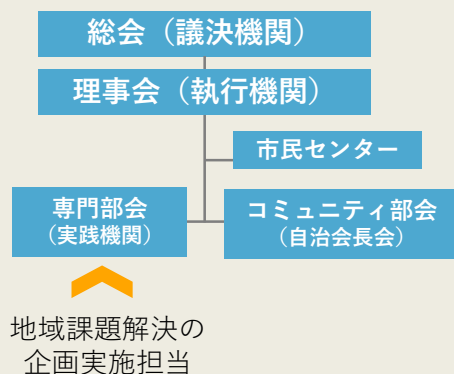 総会（議決機関）
理事会（執行機関）
市民センター
専門部会
（実践機関）
コミュニティ部会
（自治会長会）
地域課題解決の
企画実施担当